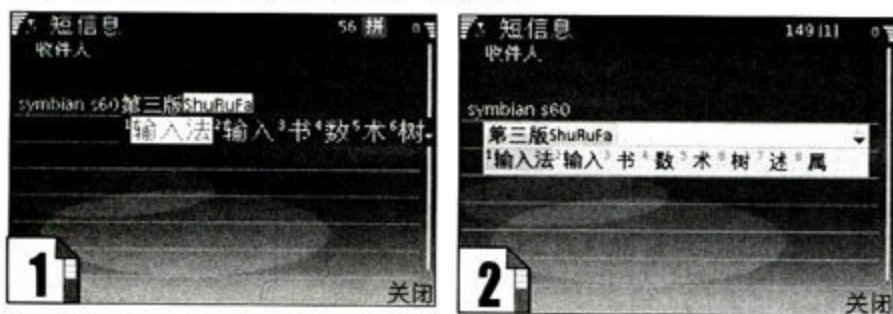 短信息 56 拼
收件人
symbian s60第三版ShuRuFa
1输入法2输入3书4数5术6树
关闭
1
短信息 149 [1]
收件人
symbian s60
第三版ShuRuFa
1输入法2输入3书4数5术6树7述8属
关闭
2